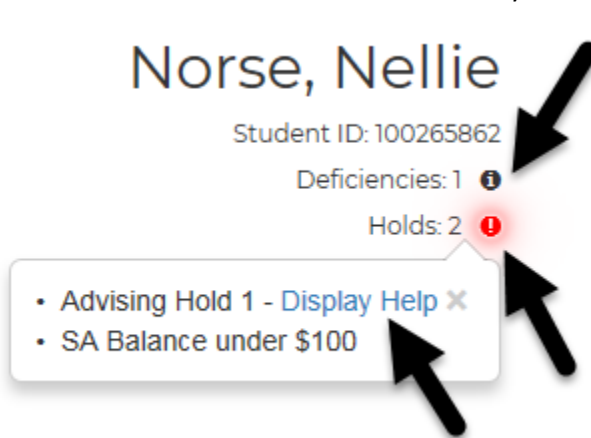 Norse, Nellie
Student ID: 100265862
Deficiencies: 1
Holds: 2
• Advising Hold 1 - Display Help ×
• SA Balance under $100